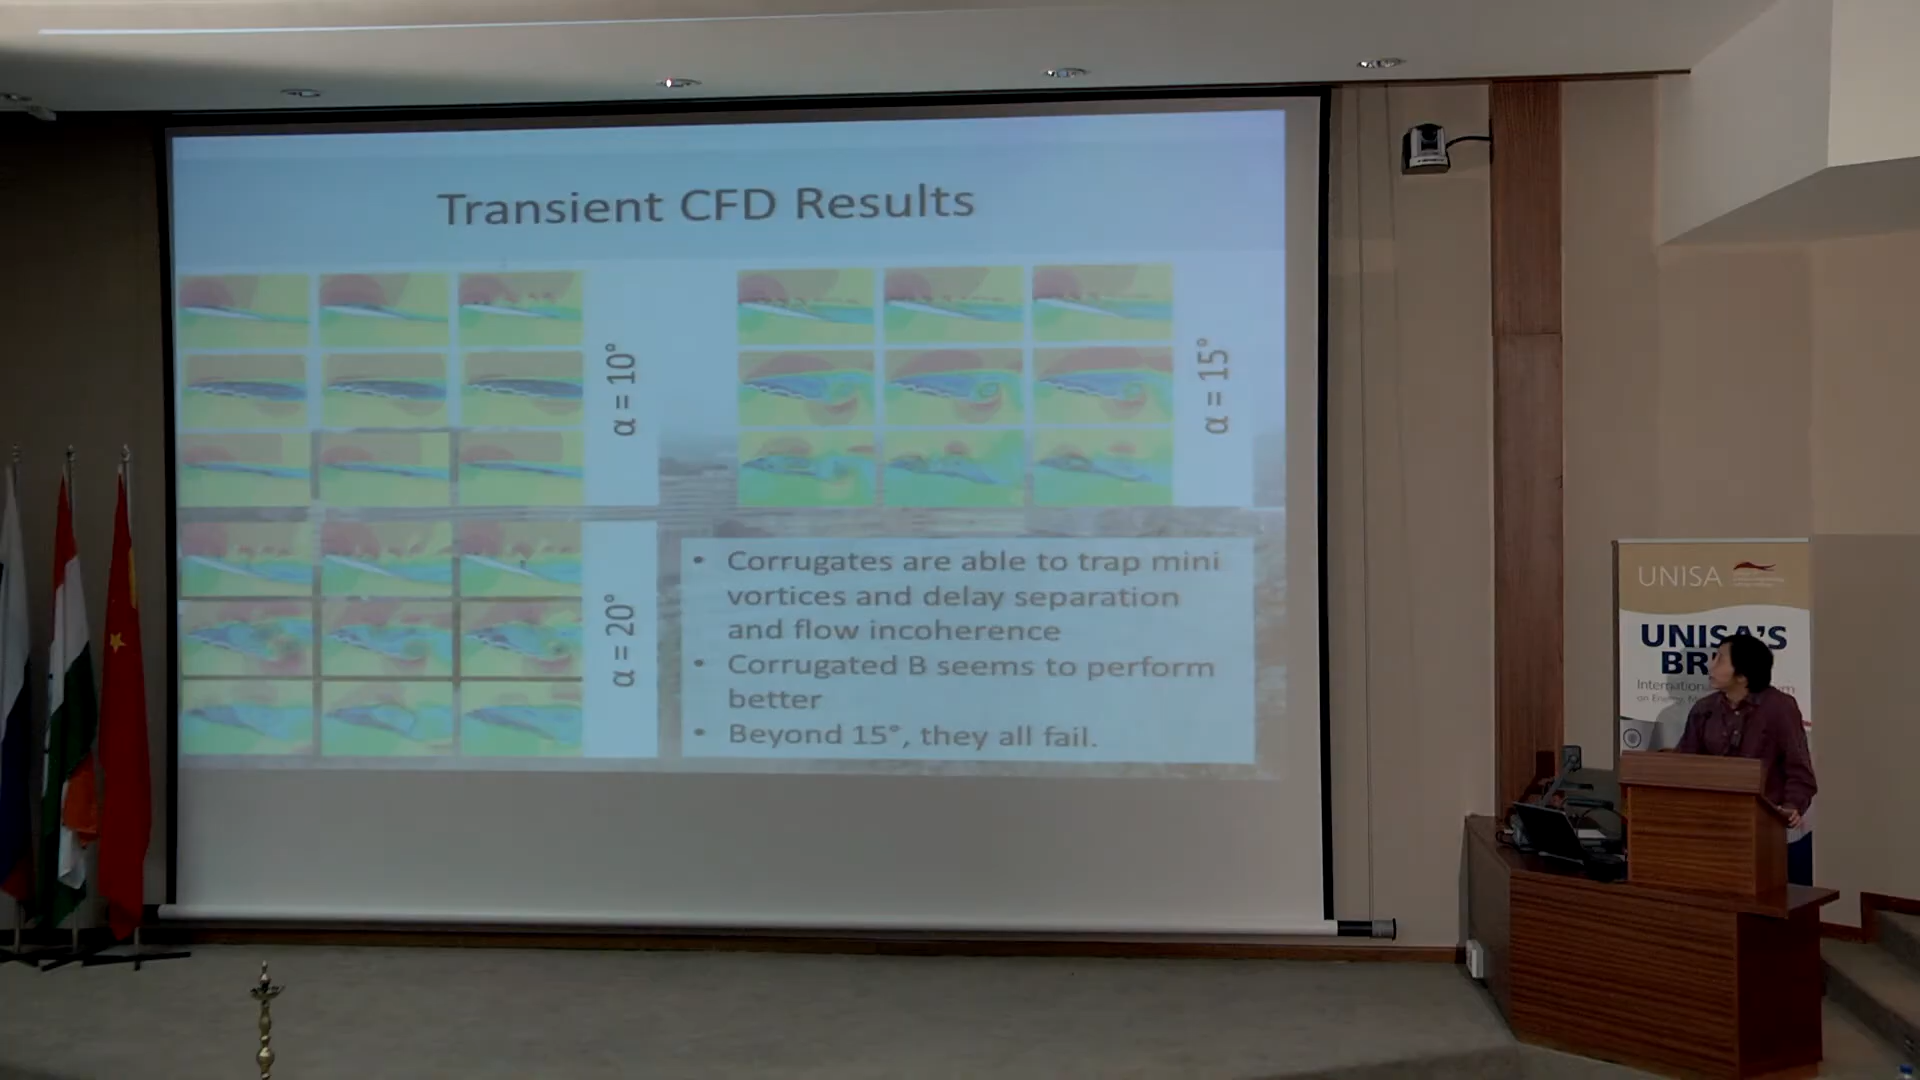 Transient CFD Results
α = 10°
α = 15°
α = 20°
• Corrugates are able to trap mini
vortices and delay separation
and flow incoherence
• Corrugated B seems to perform
better
• Beyond 15°, they all fail.
UNISA
UNISA'S
International